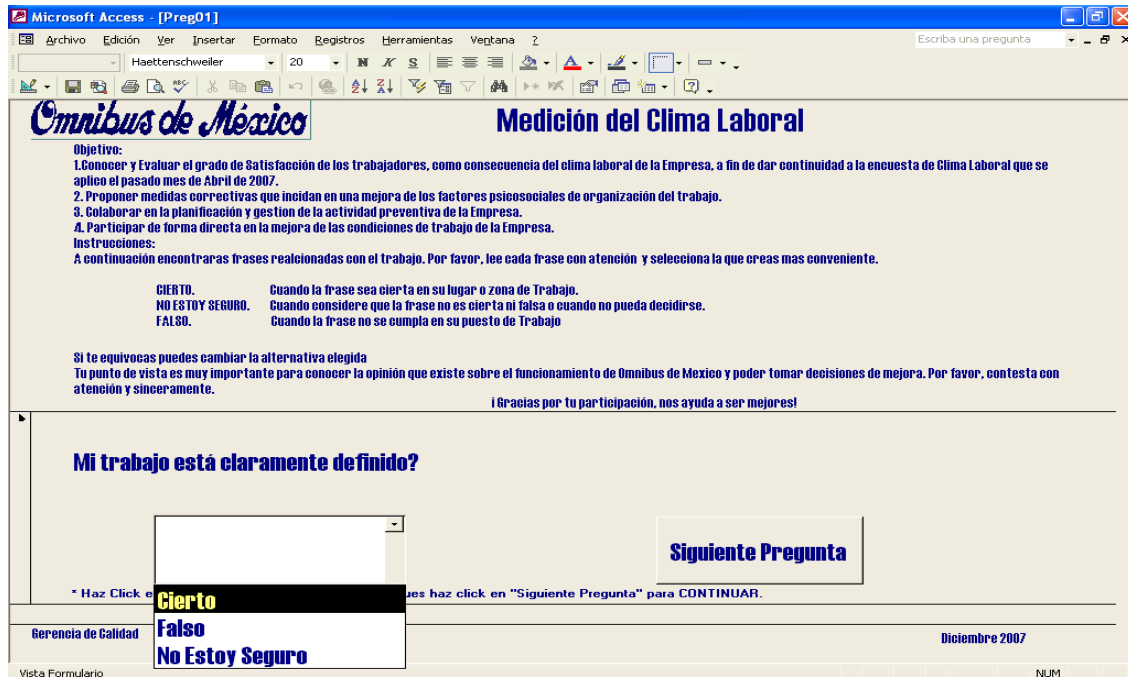 Microsoft Access - [Preg01]
Archivo Edición Ver Insertar Formato Registros Herramientas Ventana ? Escriba una pregunta
Haettenschweiler 20 N K S
Omnibus de México
Medición del Clima Laboral
Objetivo:
1.Conocer y Evaluar el grado de Satisfacción de los trabajadores, como consecuencia del clima laboral de la Empresa, a fin de dar continuidad a la encuesta de Clima Laboral que se
aplico el pasado mes de Abril de 2007.
2. Proponer medidas correctivas que incidan en una mejora de los factores psicosociales de organización del trabajo.
3. Colaborar en la planificación y gestion de la actividad preventiva de la Empresa.
4. Participar de forma directa en la mejora de las condiciones de trabajo de la Empresa.
Instrucciones:
A continuación encontraras frases realcionadas con el trabajo. Por favor, lee cada frase con atención y selecciona la que creas mas conveniente.
CIERTO. Cuando la frase sea cierta en su lugar o zona de Trabajo.
NO ESTOY SEGURO. Cuando considere que la frase no es cierta ni falsa o cuando no pueda decidirse.
FALSO. Cuando la frase no se cumpla en su puesto de Trabajo
Si te equivocas puedes cambiar la alternativa elegida
Tu punto de vista es muy importante para conocer la opinión que existe sobre el funcionamiento de Omnibus de Mexico y poder tomar decisiones de mejora. Por favor, contesta con
atención y sinceramente.
¡ Gracias por tu participación, nos ayuda a ser mejores!
Mi trabajo está claramente definido?
Siguiente Pregunta
* Haz Click e ues haz click en "Siguiente Pregunta" para CONTINUAR.
Cierto
Falso
No Estoy Seguro
Gerencia de Calidad
Diciembre 2007
Vista Formulario NUM